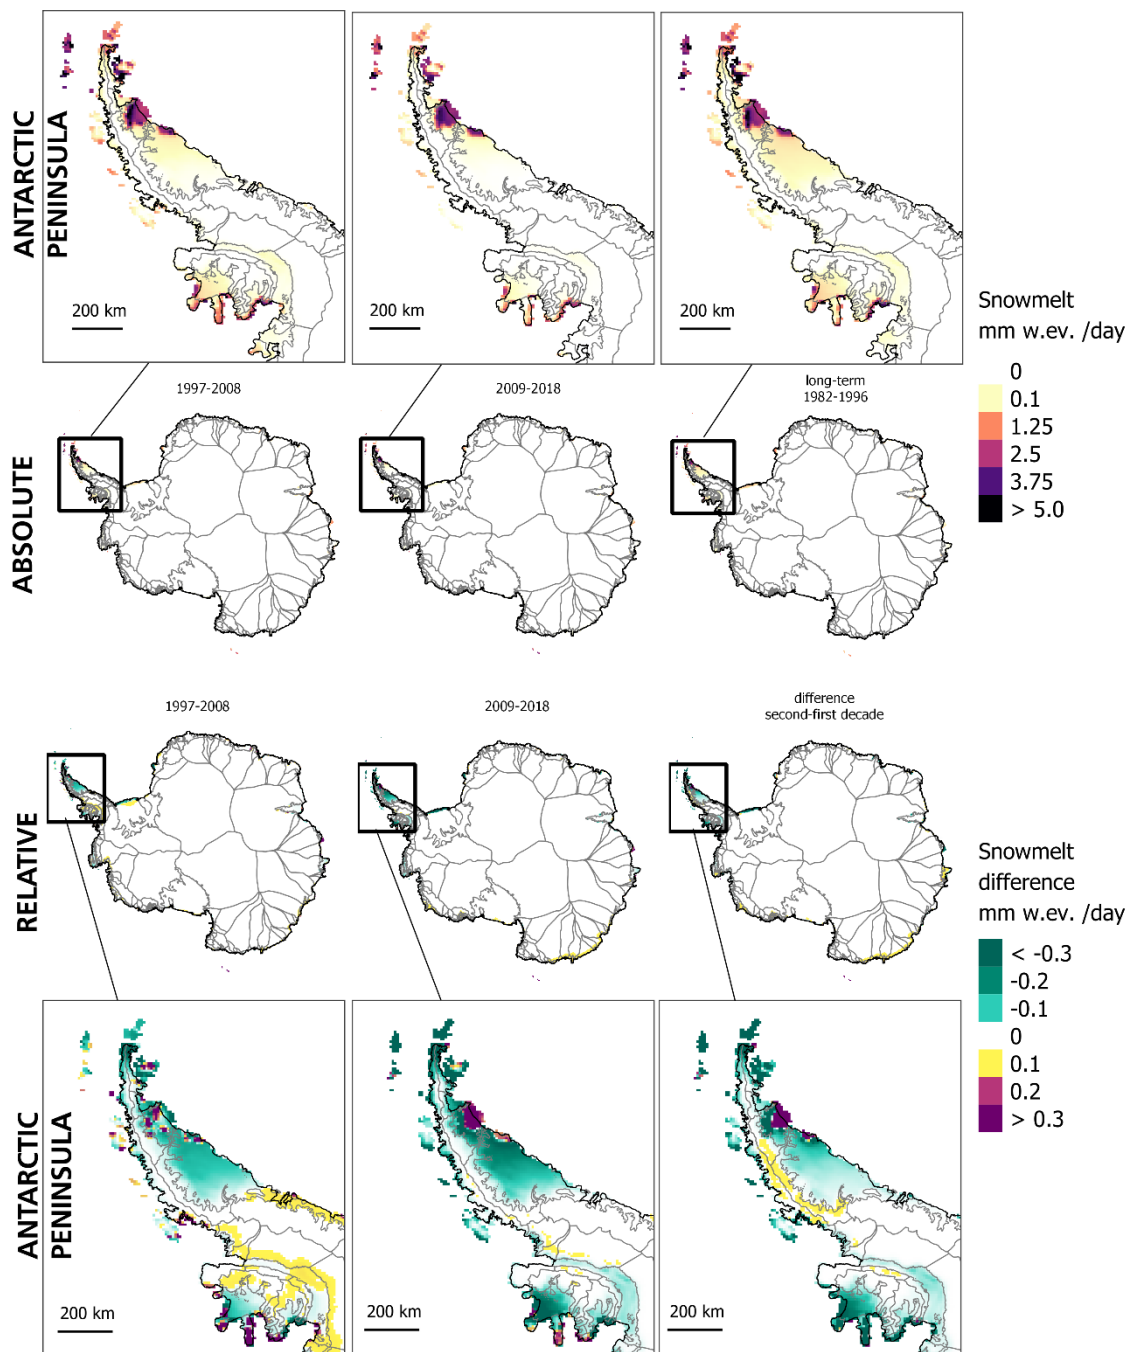 ANTARCTIC
PENINSULA
200 km
200 km
200 km
Snowmelt
mm w.ev. /day
0
0.1
1.25
2.5
3.75
> 5.0
ABSOLUTE
1997-2008
2009-2018
long-term
1982-1996
RELATIVE
1997-2008
2009-2018
difference
second-first decade
Snowmelt
difference
mm w.ev. /day
< -0.3
-0.2
-0.1
0
0.1
0.2
> 0.3
ANTARCTIC
PENINSULA
200 km
200 km
200 km